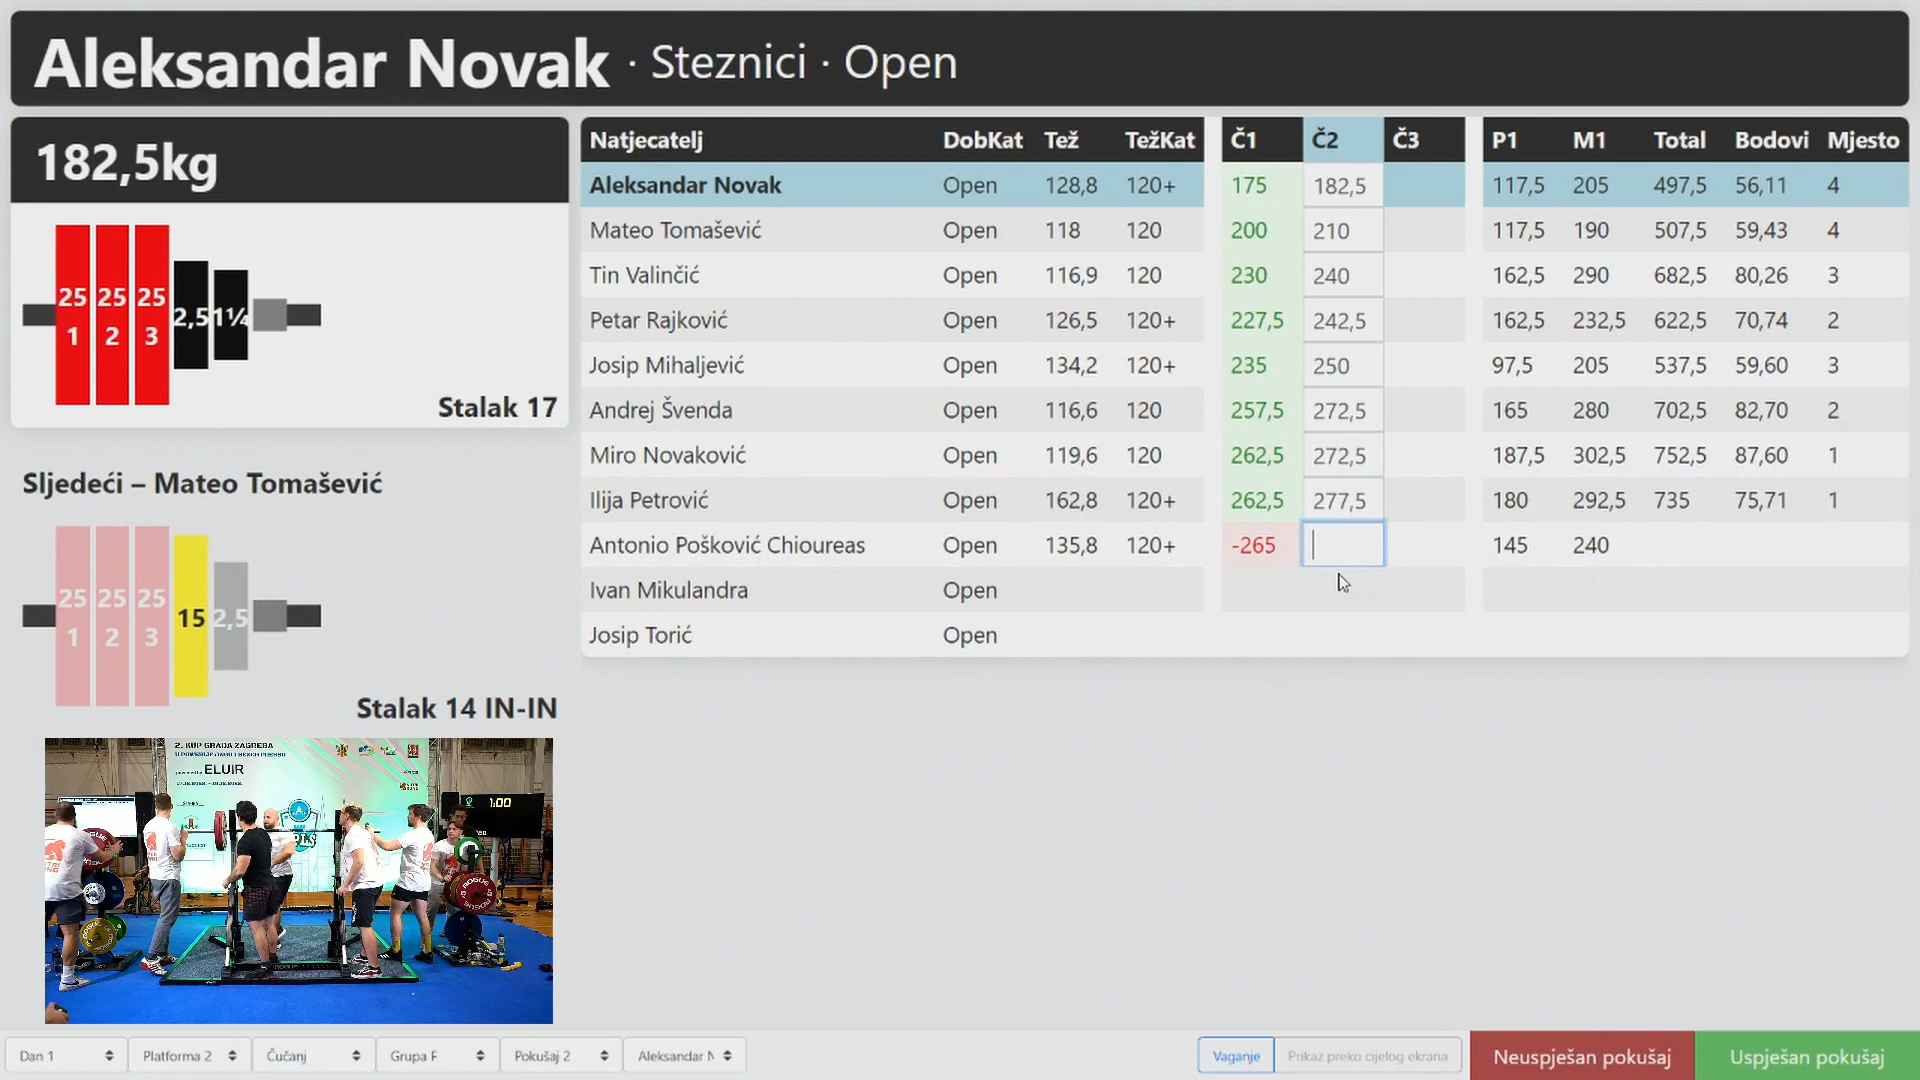 Aleksandar Novak · Steznici · Open
182,5kg
25 25 25 2,5 1¼
1 2 3
Stalak 17
Sljedeći – Mateo Tomašević
25 25 25 15 2,5
1 2 3
Stalak 14 IN-IN
Natjecatelj DobKat Tež TežKat Č1 Č2 Č3 P1 M1 Total Bodovi Mjesto
Aleksandar Novak Open 128,8 120+ 175 182,5 117,5 205 497,5 56,11 4
Mateo Tomašević Open 118 120 200 210 117,5 190 507,5 59,43 4
Tin Valinčić Open 116,9 120 230 240 162,5 290 682,5 80,26 3
Petar Rajković Open 126,5 120+ 227,5 242,5 162,5 232,5 622,5 70,74 2
Josip Mihaljević Open 134,2 120+ 235 250 97,5 205 537,5 59,60 3
Andrej Švenda Open 116,6 120 257,5 272,5 165 280 702,5 82,70 2
Miro Novaković Open 119,6 120 262,5 272,5 187,5 302,5 752,5 87,60 1
Ilija Petrović Open 162,8 120+ 262,5 277,5 180 292,5 735 75,71 1
Antonio Pošković Chioureas Open 135,8 120+ -265 145 240
Ivan Mikulandra Open
Josip Torić Open
2. KUP GRADA ZAGREBA
powered by ELUIR
1:00
ROGUE
Dan 1 Platforma 2 Čučanj Grupa F Pokušaj 2 Aleksandar N Vaganje Prikaz preko cijelog ekrana Neuspješan pokušaj Uspješan pokušaj